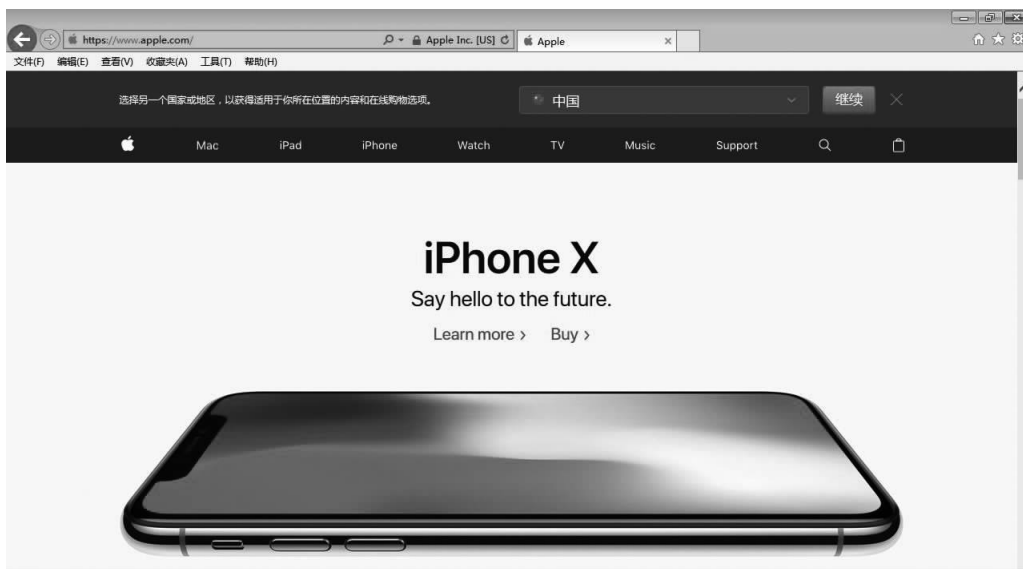 https://www.apple.com/ Apple Inc. [US] Apple
文件(F) 编辑(E) 查看(V) 收藏夹(A) 工具(T) 帮助(H)
选择另一个国家或地区，以获得适用于你所在位置的内容和在线购物选项。 中国 继续
Mac iPad iPhone Watch TV Music Support
iPhone X
Say hello to the future.
Learn more > Buy >